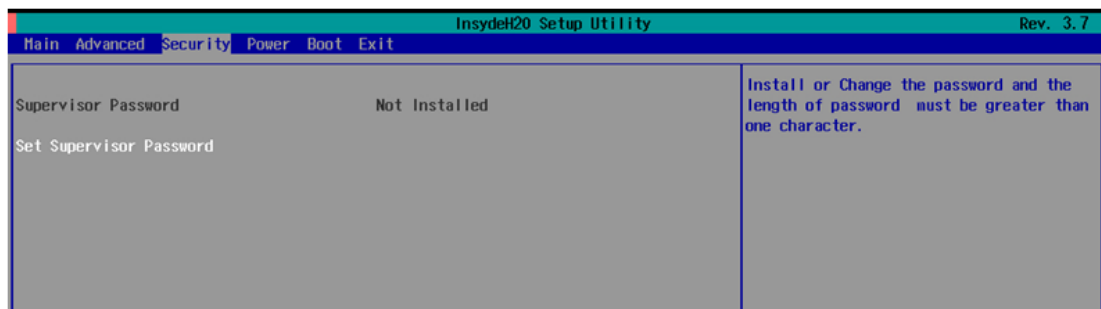 InsydeH20 Setup Utility Rev. 3.7
Main Advanced Security Power Boot Exit
Supervisor Password Not Installed
Set Supervisor Password
Install or Change the password and the
length of password must be greater than
one character.